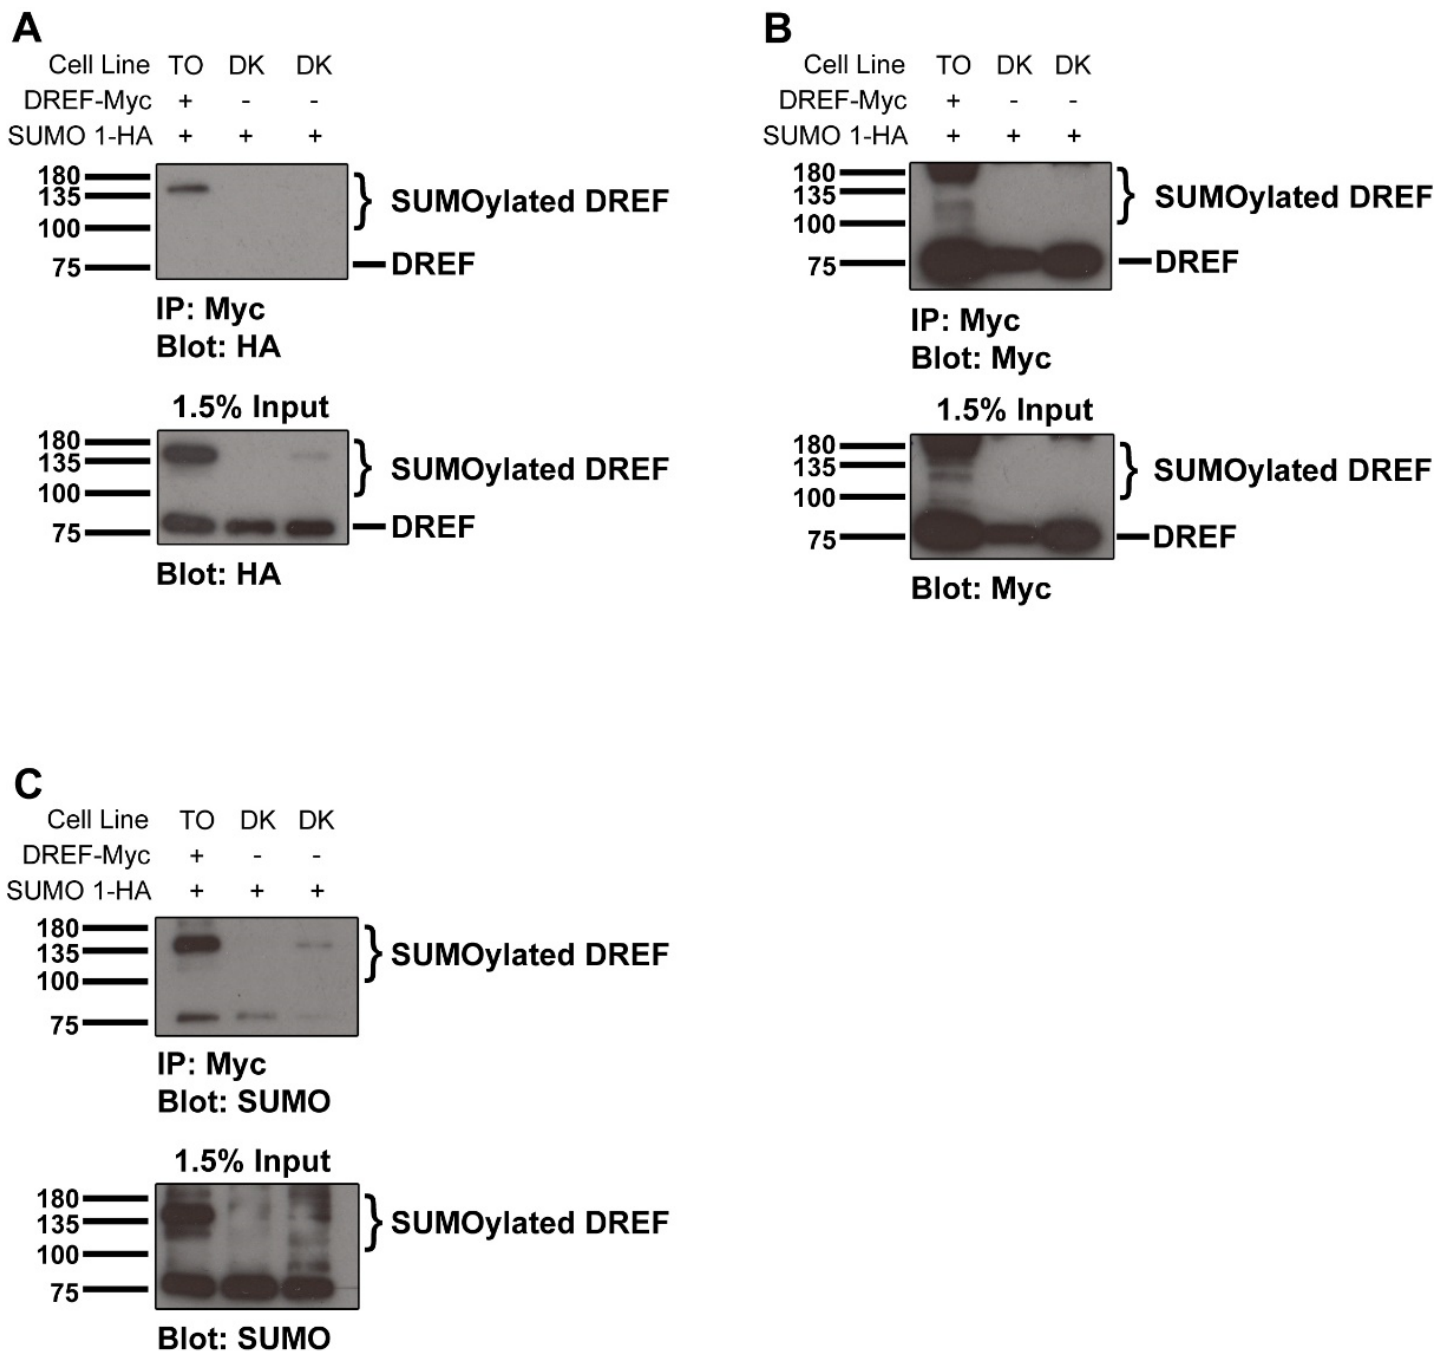 A
Cell Line TO DK DK
DREF-Myc + - -
SUMO 1-HA + + +
180
135
100
75
} SUMOylated DREF
DREF
IP: Myc
Blot: HA
1.5% Input
180
135
100
75
} SUMOylated DREF
DREF
Blot: HA
B
Cell Line TO DK DK
DREF-Myc + - -
SUMO 1-HA + + +
180
135
100
75
} SUMOylated DREF
DREF
IP: Myc
Blot: Myc
1.5% Input
180
135
100
75
} SUMOylated DREF
DREF
Blot: Myc
C
Cell Line TO DK DK
DREF-Myc + - -
SUMO 1-HA + + +
180
135
100
75
} SUMOylated DREF
IP: Myc
Blot: SUMO
1.5% Input
180
135
100
75
} SUMOylated DREF
Blot: SUMO